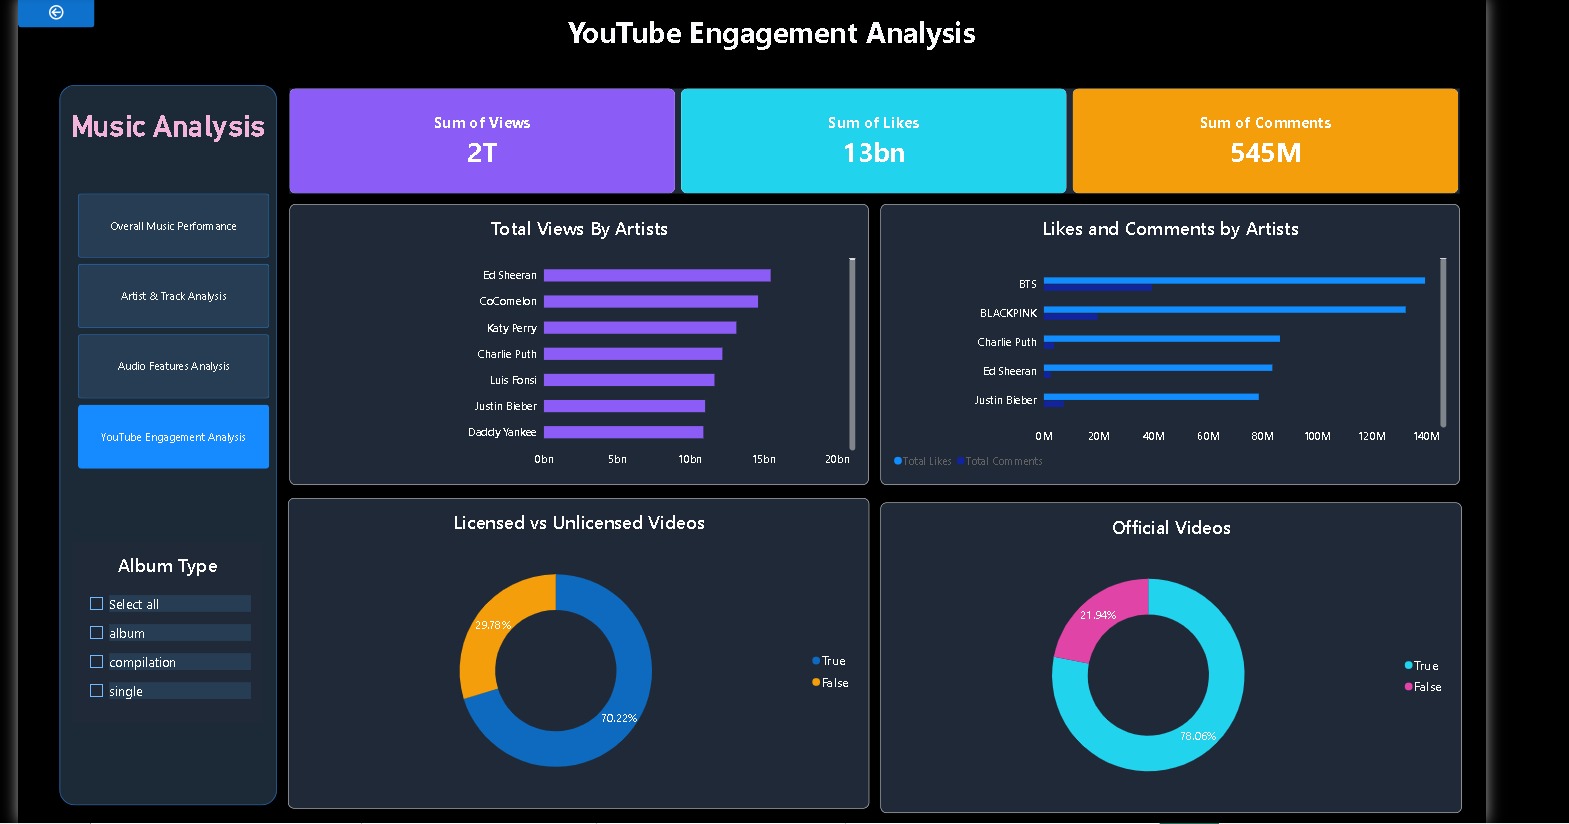 YouTube Engagement Analysis
Music Analysis
Overall Music Performance
Artist & Track Analysis
Audio Features Analysis
YouTube Engagement Analysis
Album Type
Select all
album
compilation
single
Sum of Views
2T
Sum of Likes
13bn
Sum of Comments
545M
Total Views By Artists
Ed Sheeran
CoComelon
Katy Perry
Charlie Puth
Luis Fonsi
Justin Bieber
Daddy Yankee
0bn 5bn 10bn 15bn 20bn
Likes and Comments by Artists
BTS
BLACKPINK
Charlie Puth
Ed Sheeran
Justin Bieber
0M 20M 40M 60M 80M 100M 120M 140M
Total Likes Total Comments
Licensed vs Unlicensed Videos
29.78%
70.22%
True
False
Official Videos
21.94%
78.06%
True
False